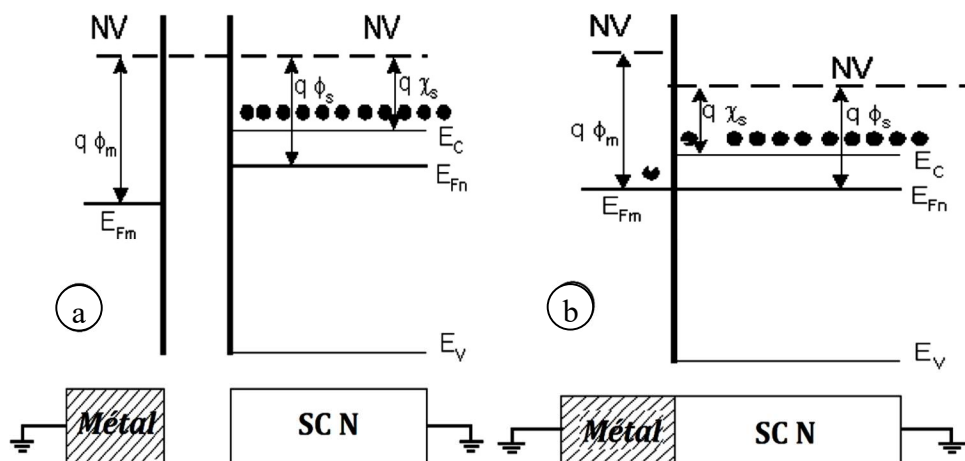 NV
NV
q ϕm
q ϕs
q χs
EC
EFn
EFm
a
EV
Métal
SC N
NV
NV
q ϕm
q χs
q ϕs
EC
EFm
EFn
b
EV
Métal
SC N